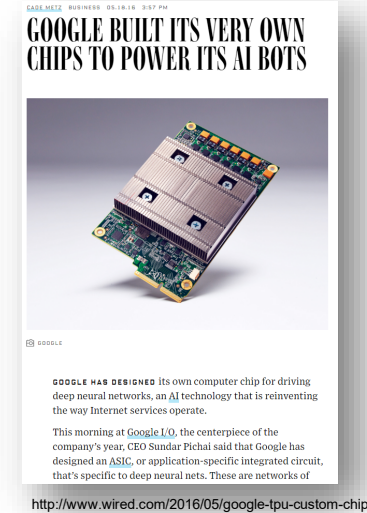 CADE METZ BUSINESS 05.18.16 3:57 PM
GOOGLE BUILT ITS VERY OWN
CHIPS TO POWER ITS AI BOTS
GOOGLE
GOOGLE HAS DESIGNED its own computer chip for driving
deep neural networks, an AI technology that is reinventing
the way Internet services operate.
This morning at Google I/O, the centerpiece of the
company's year, CEO Sundar Pichai said that Google has
designed an ASIC, or application-specific integrated circuit,
that's specific to deep neural nets. These are networks of
http://www.wired.com/2016/05/google-tpu-custom-chip